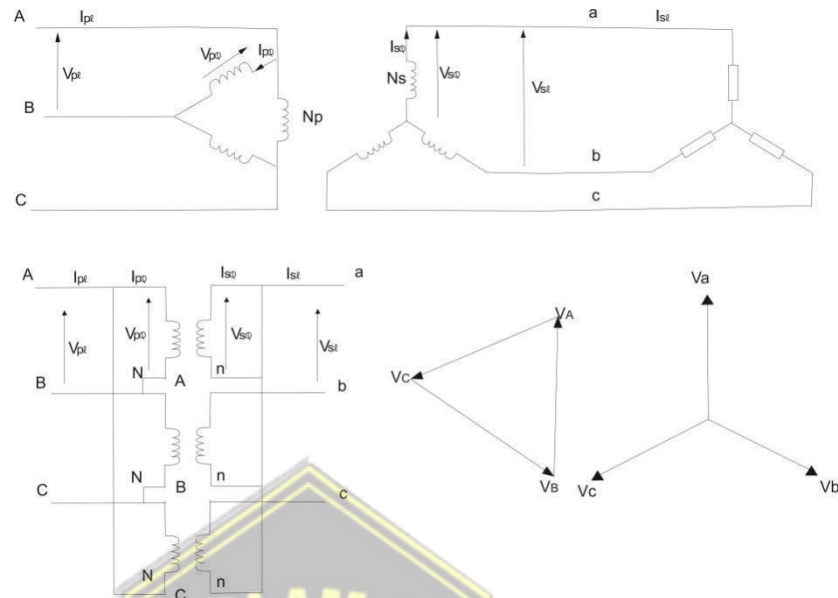 A Ipℓ
VpΦ IpΦ
Vpℓ
B
Np
C
a Isℓ
IsΦ
Ns VsΦ Vsℓ
b
c
A Ipℓ IpΦ IsΦ Isℓ a
Vpℓ VpΦ VsΦ Vsℓ
N A n
B b
N B n
C c
N C n
VA
VC
VB
Va
Vc Vb